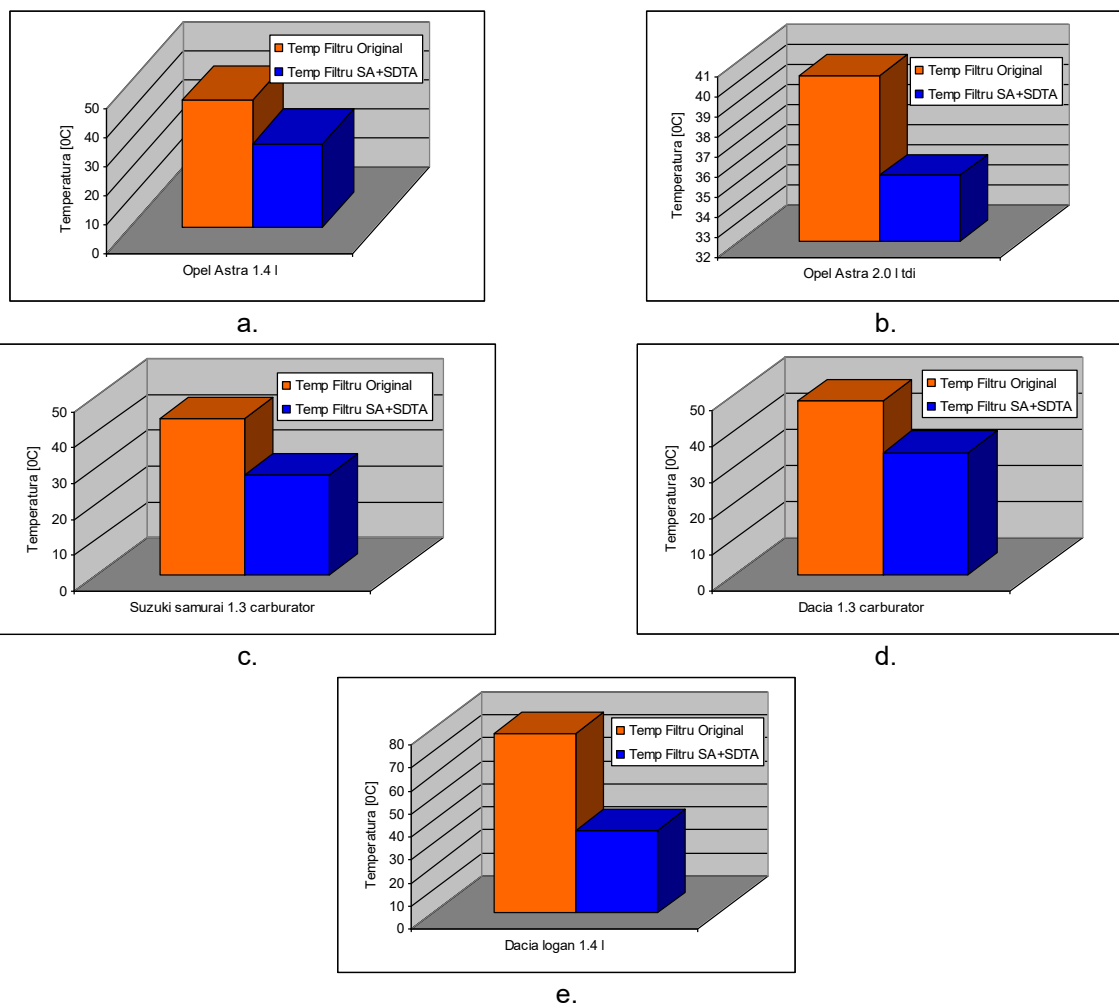 Temperatura [0C]
50
40
30
20
10
0
Temp Filtru Original
Temp Filtru SA+SDTA
Opel Astra 1.4 l
a.
Temperatura [0C]
41
40
39
38
37
36
35
34
33
32
Temp Filtru Original
Temp Filtru SA+SDTA
Opel Astra 2.0 l tdi
b.
Temperatura [0C]
50
40
30
20
10
0
Temp Filtru Original
Temp Filtru SA+SDTA
Suzuki samurai 1.3 carburator
c.
Temperatura [0C]
50
40
30
20
10
0
Temp Filtru Original
Temp Filtru SA+SDTA
Dacia 1.3 carburator
d.
Temperatura [0C]
80
70
60
50
40
30
20
10
0
Temp Filtru Original
Temp Filtru SA+SDTA
Dacia logan 1.4 l
e.